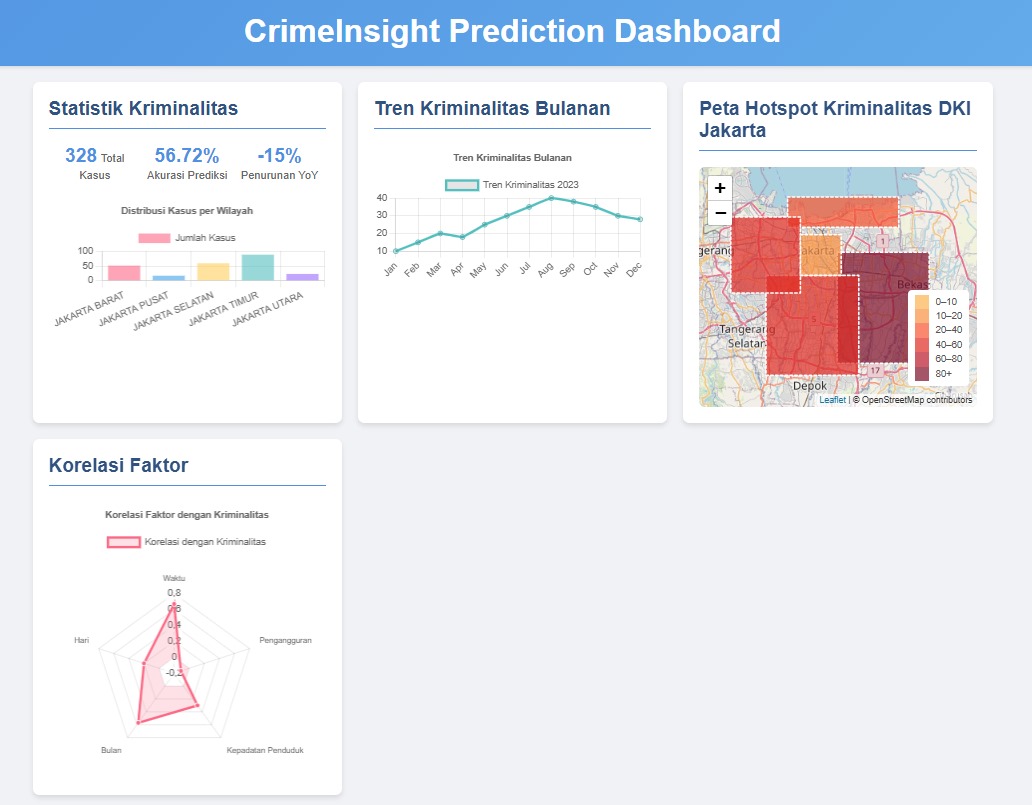 CrimeInsight Prediction Dashboard
Statistik Kriminalitas
328 Total Kasus
56.72%
Akurasi Prediksi
-15%
Penurunan YoY
Distribusi Kasus per Wilayah
Jumlah Kasus
100
50
0
JAKARTA BARAT
JAKARTA PUSAT
JAKARTA SELATAN
JAKARTA TIMUR
JAKARTA UTARA
Tren Kriminalitas Bulanan
Tren Kriminalitas Bulanan
Tren Kriminalitas 2023
40
30
20
10
Jan
Feb
Mar
Apr
May
Jun
Jul
Aug
Sep
Oct
Nov
Dec
Peta Hotspot Kriminalitas DKI
Jakarta
+
−
1
akarta
gerang
Bekas
Tangerang
Selatan
5
17
Depok
0–10
10–20
20–40
40–60
60–80
80+
Leaflet | © OpenStreetMap contributors
Korelasi Faktor
Korelasi Faktor dengan Kriminalitas
Korelasi dengan Kriminalitas
Waktu
0,8
0,6
0,4
0,2
0
-0,2
Hari
Pengangguran
Bulan
Kepadatan Penduduk